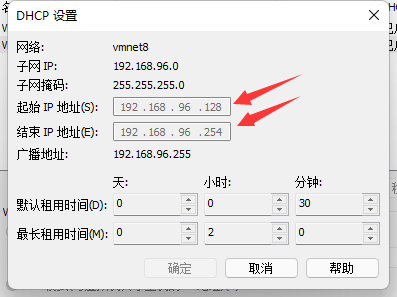 DHCP 设置
网络: vmnet8
子网 IP: 192.168.96.0
子网掩码: 255.255.255.0
起始 IP 地址(S): 192 . 168 . 96 . 128
结束 IP 地址(E): 192 . 168 . 96 . 254
广播地址: 192.168.96.255
天: 小时: 分钟:
默认租用时间(D): 0 0 30
最长租用时间(M): 0 2 0
确定 取消 帮助